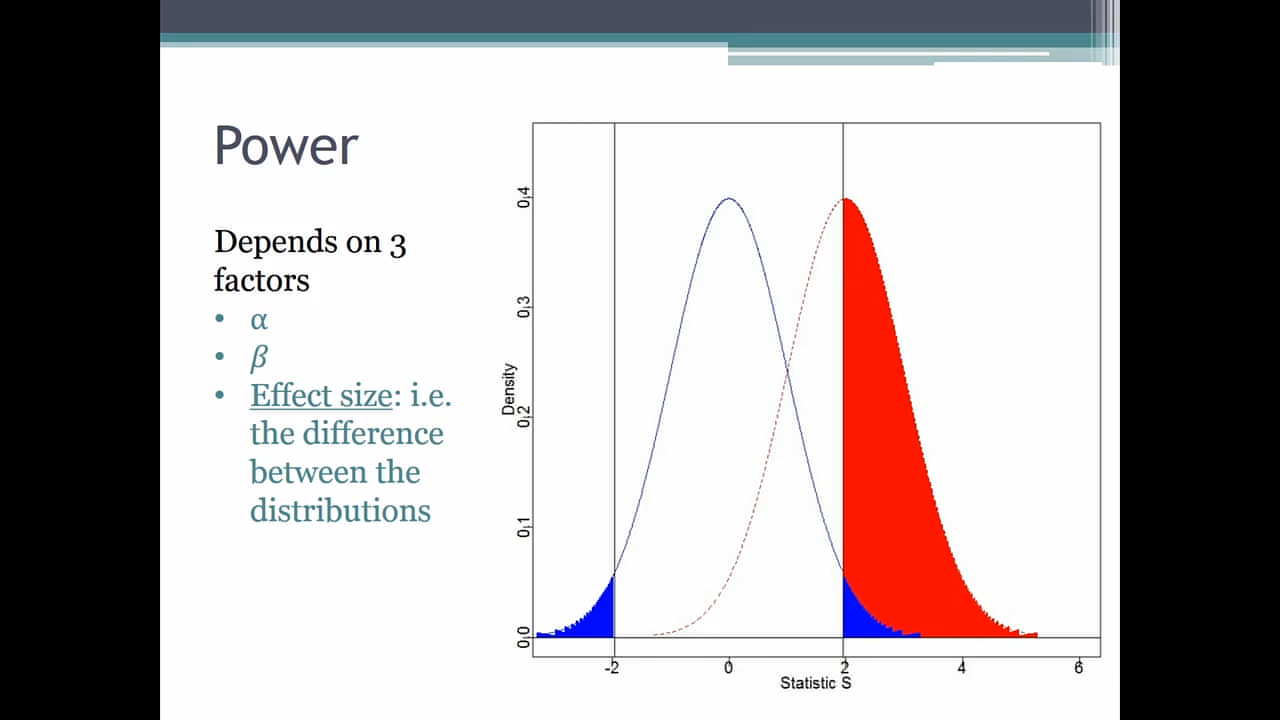 Power
Depends on 3
factors
• α
• β
• Effect size: i.e.
the difference
between the
distributions
Density
0.4
0.3
0.2
0.1
0.0
-2
0
2
4
6
Statistic S